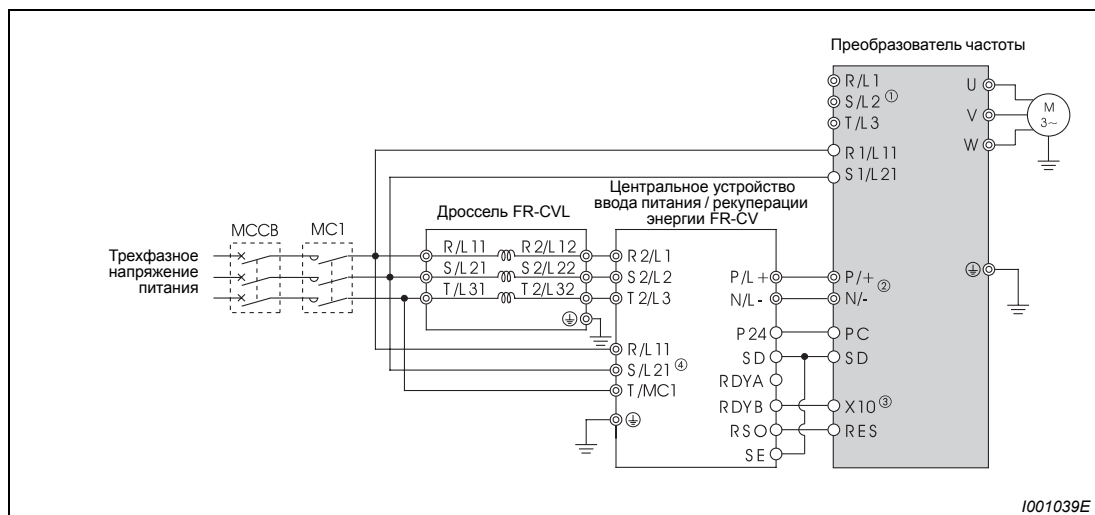 Преобразователь частоты
R/L1
S/L2 ①
T/L3
R1/L11
S1/L21
U
V
W
M
3~
Центральное устройство
ввода питания / рекуперации
энергии FR-CV
Дроссель FR-CVL
MCCB
MC1
Трехфазное
напряжение
питания
R/L11 R2/L12
S/L21 S2/L22
T/L31 T2/L32
R2/L1
S2/L2
T2/L3
R/L11
S/L21 ④
T/MC1
P/L+
N/L-
P24
SD
RDYA
RDYB
RSO
SE
P/+
②
N/-
PC
SD
X10 ③
RES
I001039E